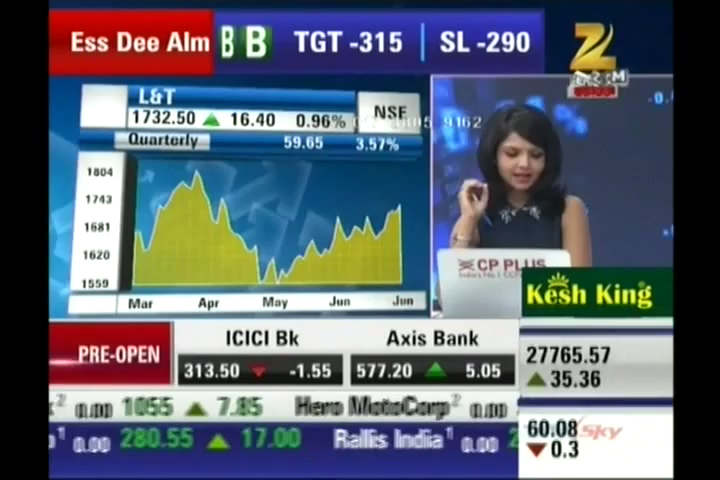 Ess Dee Alm B B TGT -315 SL -290
Z
L&T
1732.50 16.40 0.96% NSE
Quarterly 59.65 3.57%
1804
1743
1681
1620
1559
Mar Apr May Jun Jun
CP PLUS
Kesh King
PRE-OPEN
ICICI Bk
313.50 -1.55
Axis Bank
577.20 5.05
27765.57
35.36
0.00 1055 7.85 Hero MotoCorp² 0.00
0.00 280.55 17.00 Rallis India¹ 0.00
60.08 sky
0.3